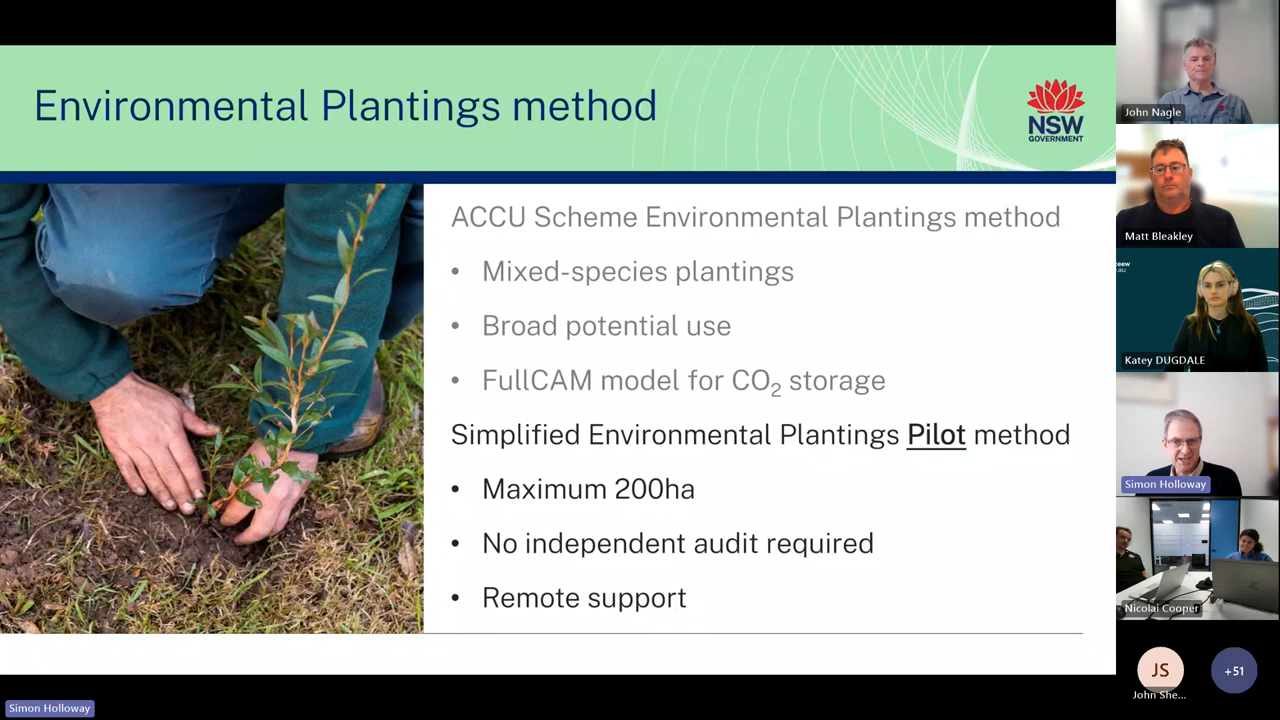 Environmental Plantings method
NSW
GOVERNMENT
ACCU Scheme Environmental Plantings method
• Mixed-species plantings
• Broad potential use
• FullCAM model for CO₂ storage
Simplified Environmental Plantings Pilot method
• Maximum 200ha
• No independent audit required
• Remote support
John Nagle
Matt Bleakley
Katey DUGDALE
Simon Holloway
Nicolai Cooper
JS
+51
John She...
Simon Holloway